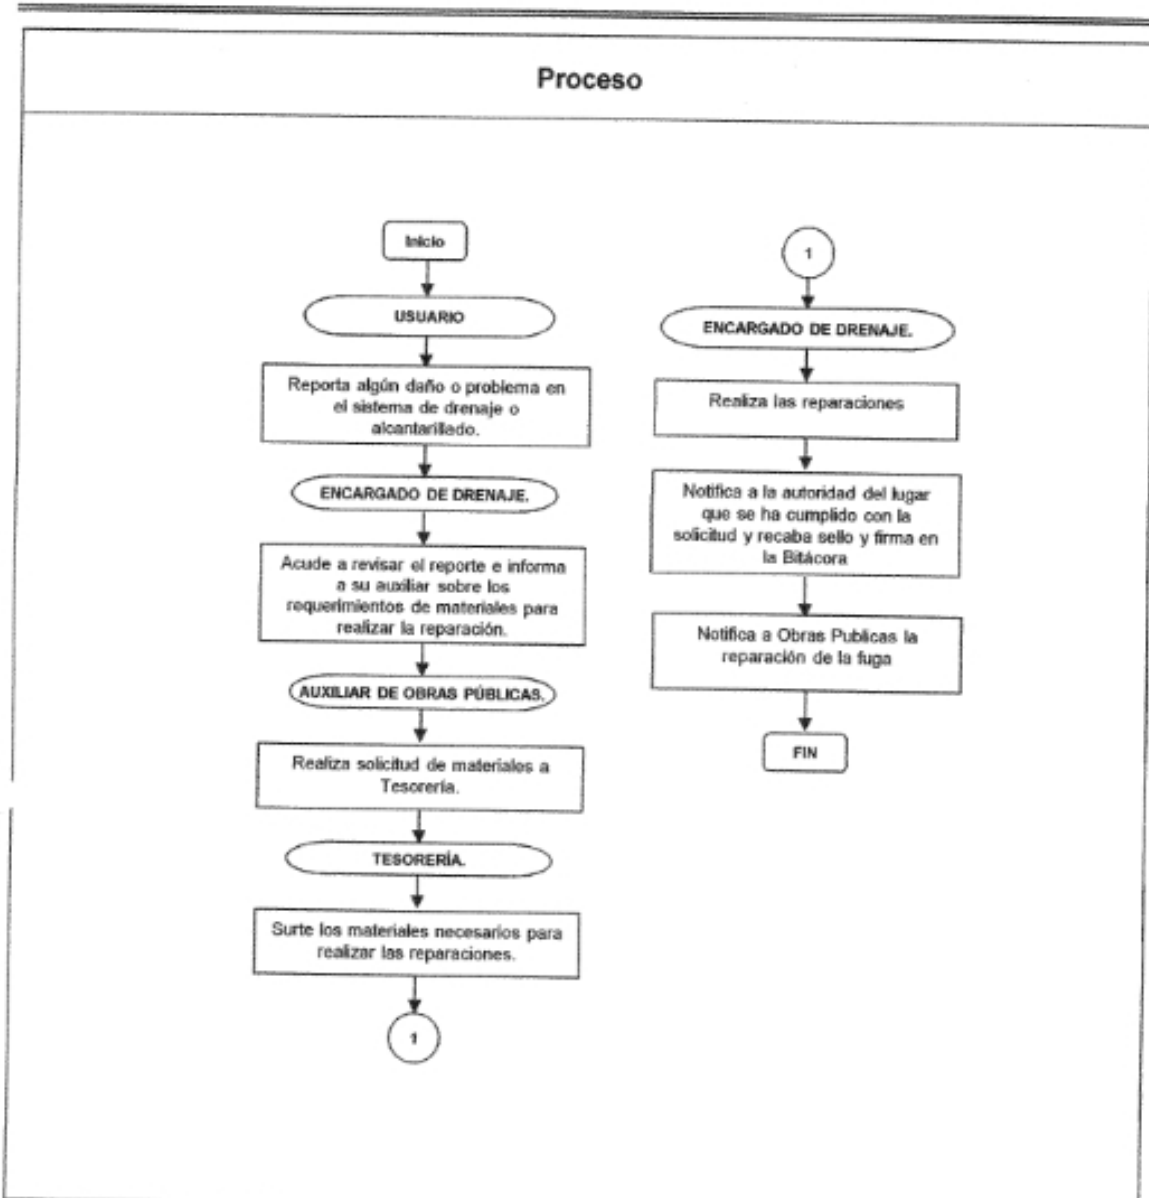 Proceso
Inicio
USUARIO
Reporta algún daño o problema en
el sistema de drenaje o
alcantarillado.
ENCARGADO DE DRENAJE.
Acude a revisar el reporte e informa
a su auxiliar sobre los
requerimientos de materiales para
realizar la reparación.
AUXILIAR DE OBRAS PÚBLICAS.
Realiza solicitud de materiales a
Tesorería.
TESORERÍA.
Surte los materiales necesarios para
realizar las reparaciones.
1
1
ENCARGADO DE DRENAJE.
Realiza las reparaciones
Notifica a la autoridad del lugar
que se ha cumplido con la
solicitud y recaba sello y firma en
la Bitácora
Notifica a Obras Publicas la
reparación de la fuga
FIN